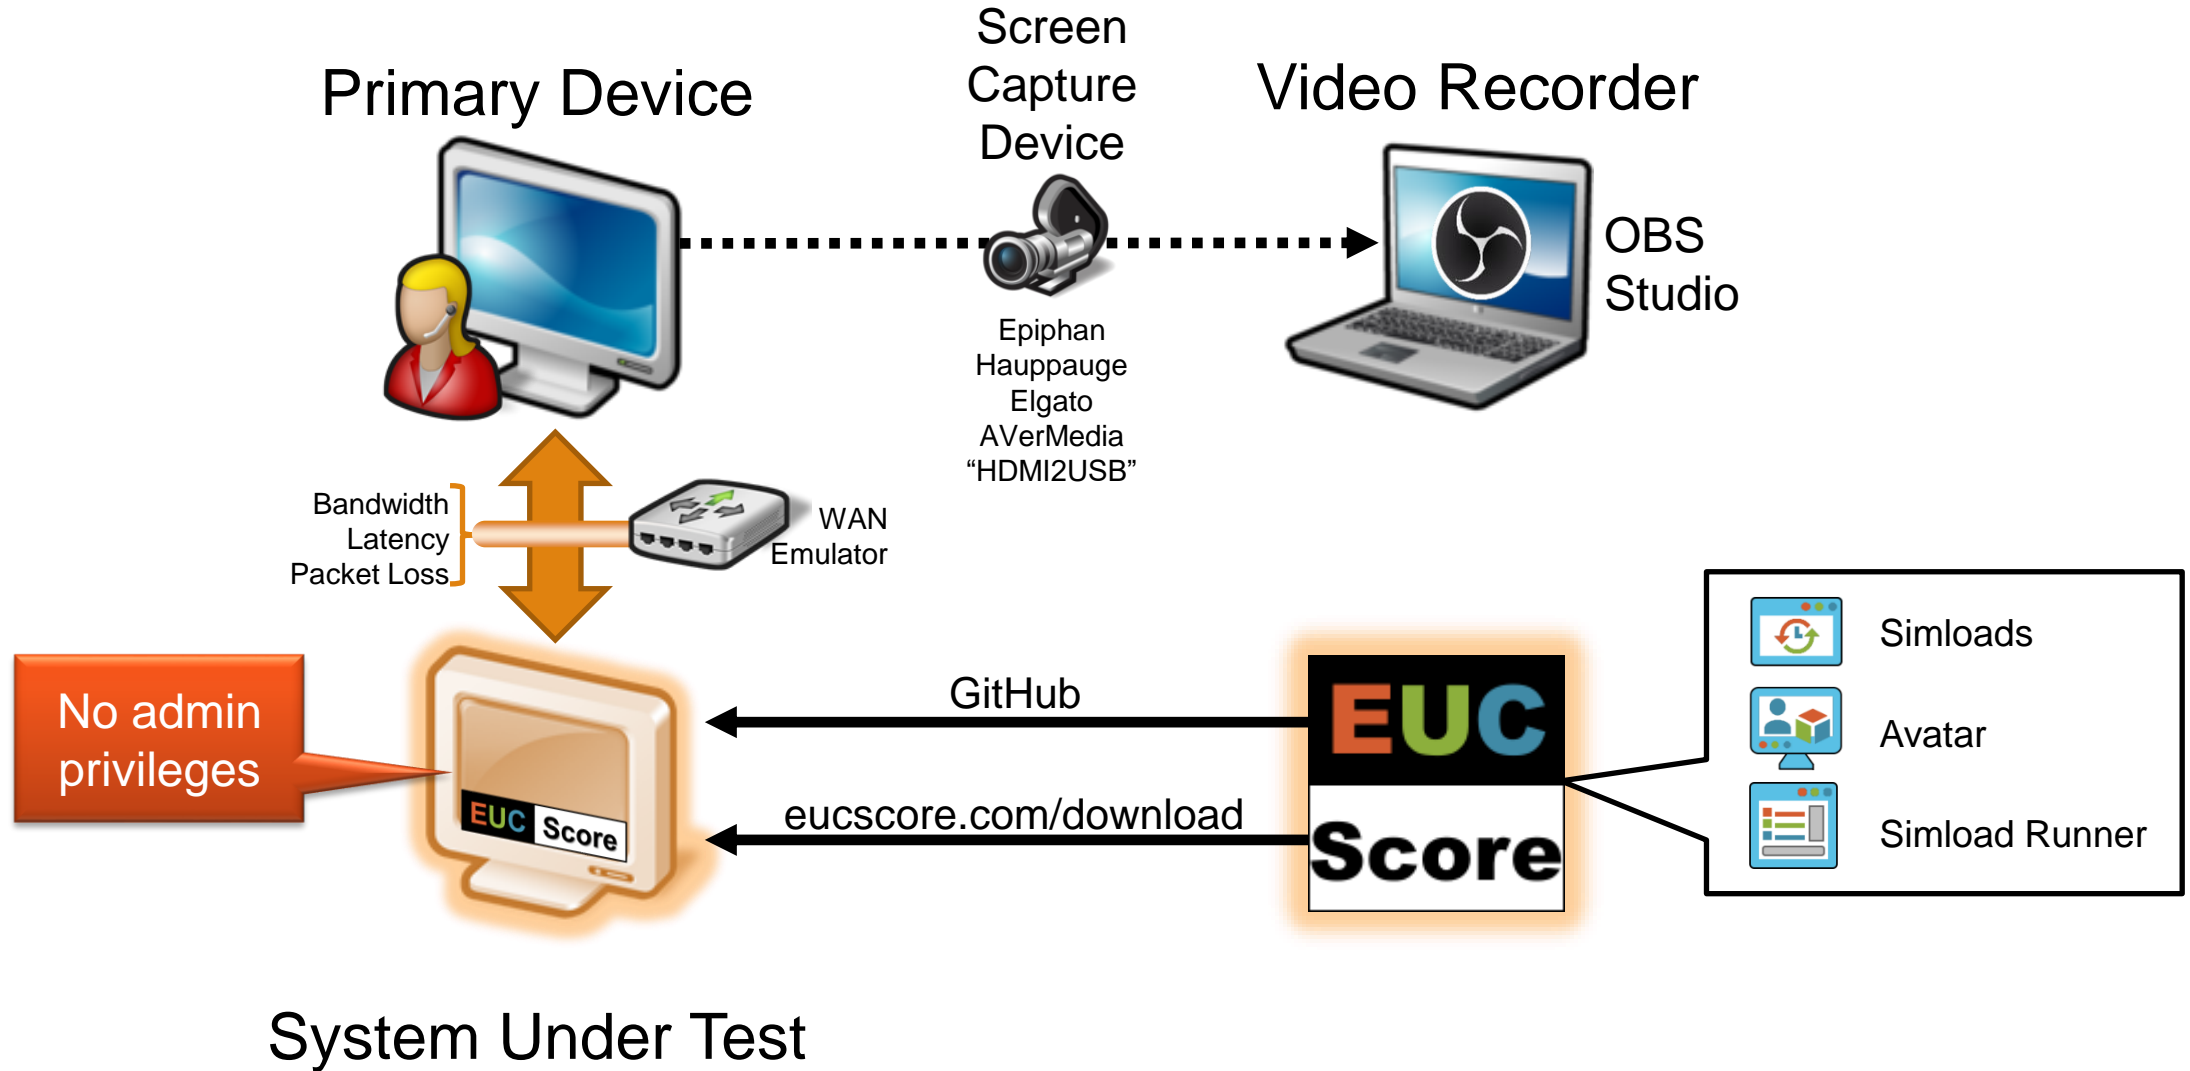 Screen
Capture
Device
Primary Device
Video Recorder
OBS
Studio
Epiphan
Hauppauge
Elgato
AVerMedia
“HDMI2USB”
Bandwidth
Latency
Packet Loss
WAN
Emulator
No admin
privileges
EUC Score
GitHub
eucscore.com/download
EUC
Score
Simloads
Avatar
Simload Runner
System Under Test